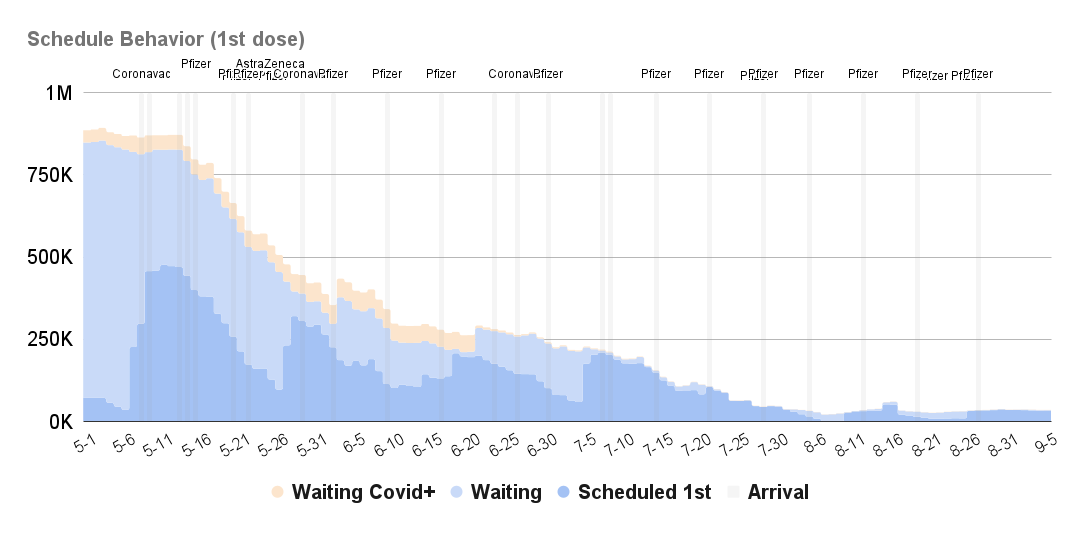 Schedule Behavior (1st dose)
AstraZeneca
Pfizer
Coronavac Pfizer Pfizer Pfizer Pfizer Pfizer Pfizer Pfizer Pfizer Pfizer Pfizer Pfizer Pfizer
1M
750K
500K
250K
0K
5-1 5-6 5-11 5-16 5-21 5-26 5-31 6-5 6-10 6-15 6-20 6-25 6-30 7-5 7-10 7-15 7-20 7-25 7-30 8-6 8-11 8-16 8-21 8-26 8-31 9-5
Waiting Covid+ Waiting Scheduled 1st Arrival